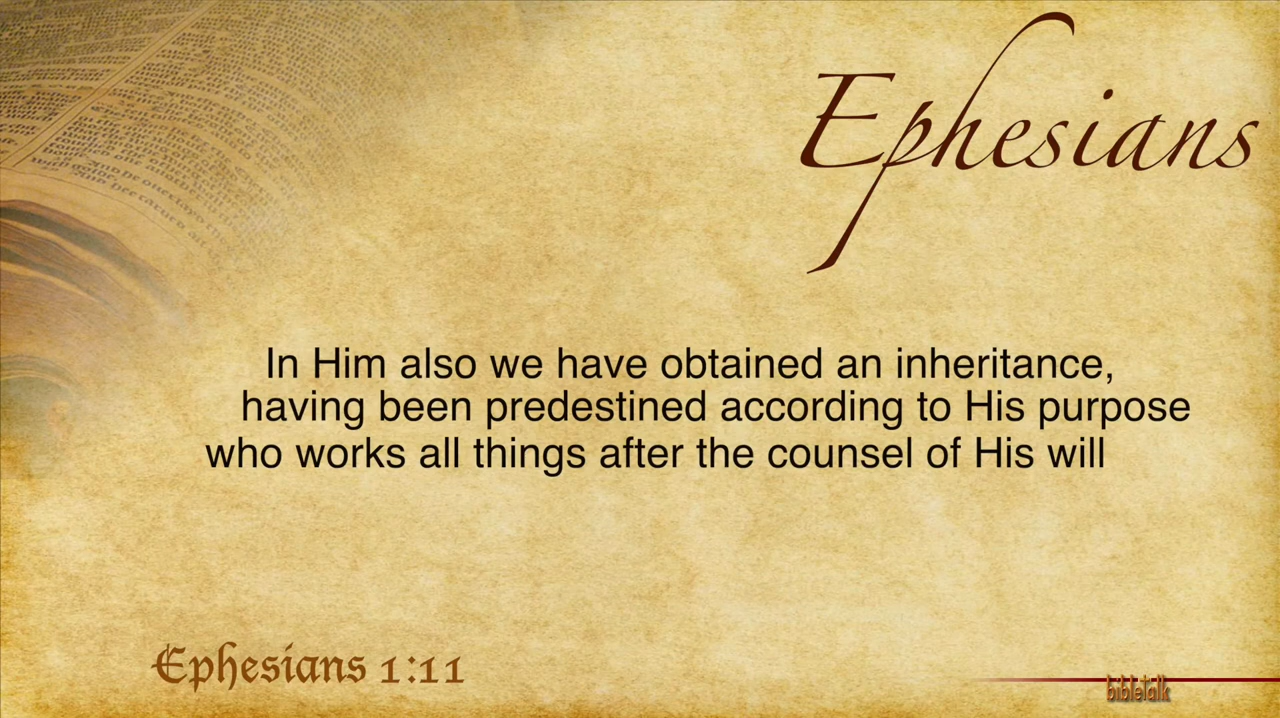 Ephesians
In Him also we have obtained an inheritance,
having been predestined according to His purpose
who works all things after the counsel of His will
Ephesians 1:11
bibletalk